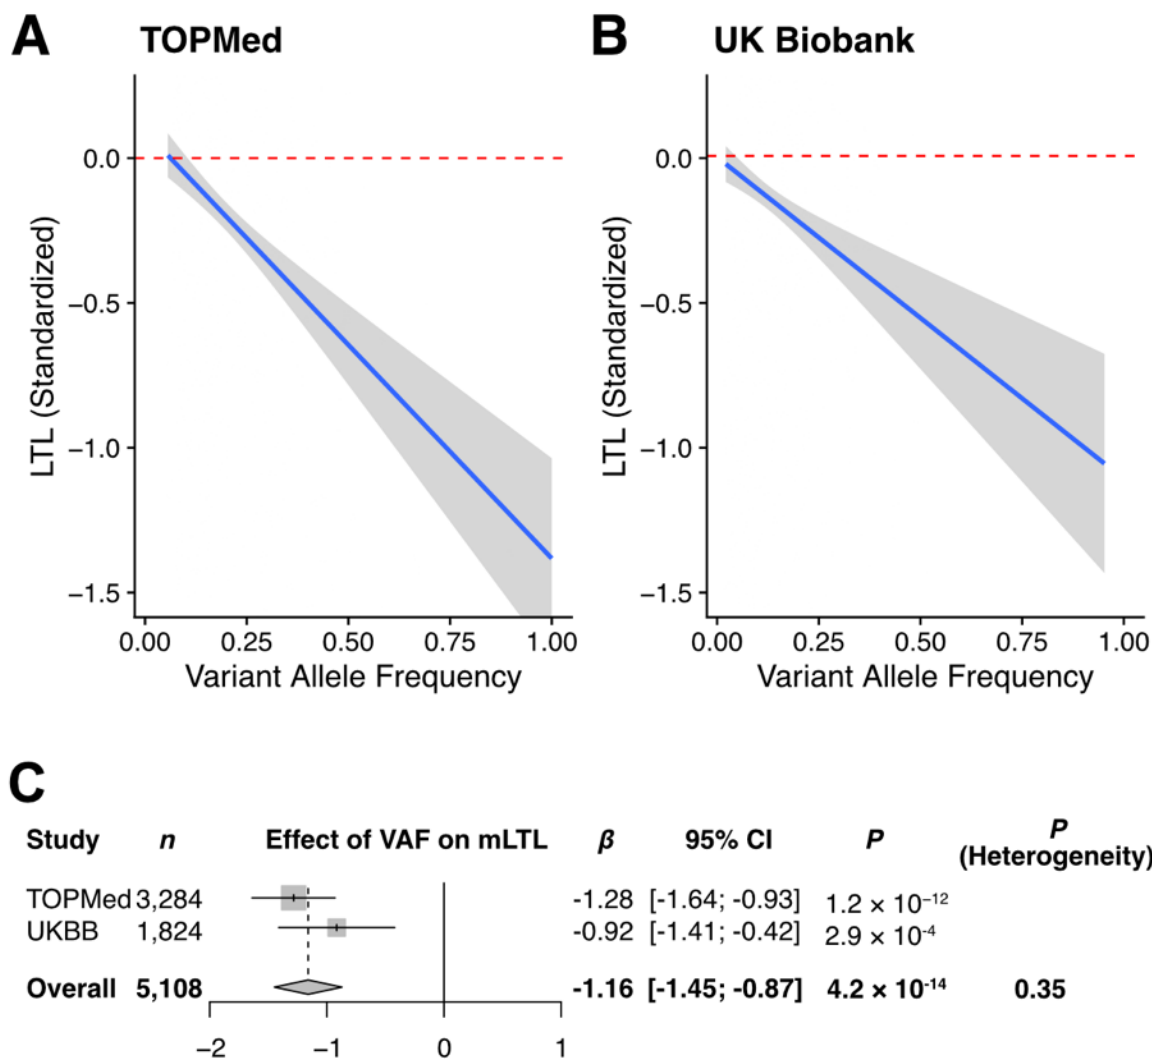 A TOPMed
B UK Biobank
LTL (Standardized)
0.0
−0.5
−1.0
−1.5
0.00 0.25 0.50 0.75 1.00
Variant Allele Frequency
LTL (Standardized)
0.0
−0.5
−1.0
−1.5
0.00 0.25 0.50 0.75 1.00
Variant Allele Frequency
C
Study n Effect of VAF on mLTL β 95% CI P P (Heterogeneity)
TOPMed 3,284 -1.28 [-1.64; -0.93] 1.2 × 10⁻¹²
UKBB 1,824 -0.92 [-1.41; -0.42] 2.9 × 10⁻⁴
Overall 5,108 -1.16 [-1.45; -0.87] 4.2 × 10⁻¹⁴ 0.35
−2 −1 0 1